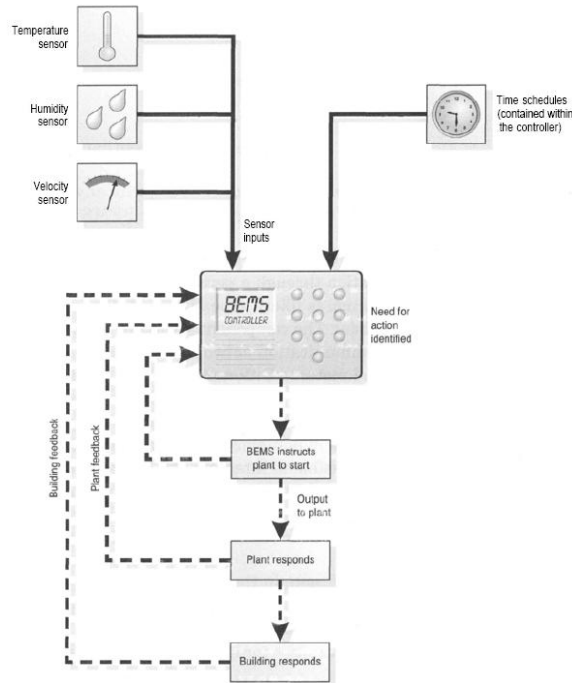 Temperature
sensor
Humidity
sensor
Velocity
sensor
Time schedules
(contained within
the controller)
Sensor
inputs
BEMS
CONTROLLER
Need for
action
identified
Building feedback
Plant feedback
BEMS instructs
plant to start
Output
to plant
Plant responds
Building responds